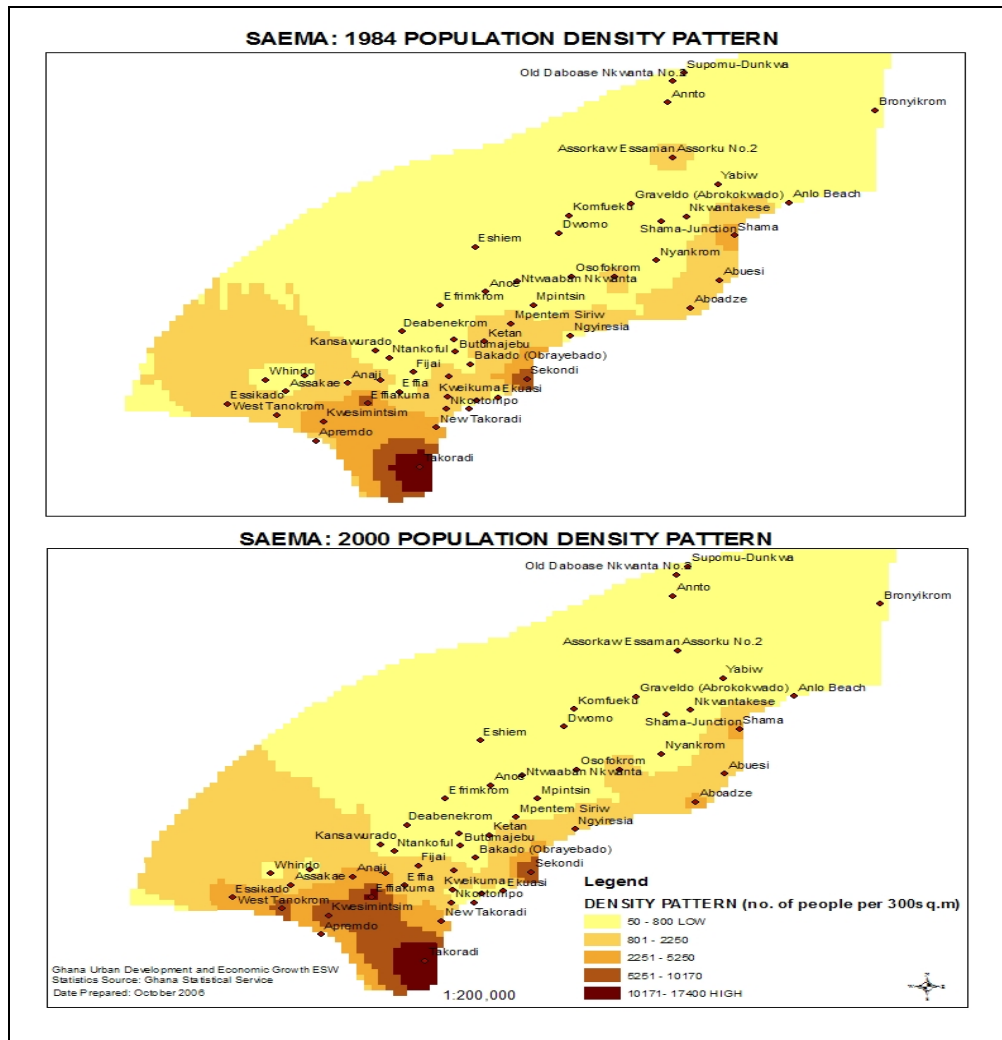 SAEMA: 1984 POPULATION DENSITY PATTERN
Supomu-Dunkwa
Old Daboase Nkwanta No.
Annto
Bronyikrom
Assorkaw Essaman Assorku No.2
Yabiw
Graveldo (Abrokokwado)
Anlo Beach
Komfueku
Nkwantakese
Dwomo
Shama-Junction
Shama
Eshiem
Nyankrom
Osofokrom
Abuesi
Anoe
Ntwaaban Nkwanta
Efrimkrom
Mpintsin
Aboadze
Mpentem Siriw
Ngyiresia
Deabenekrom
Ketan
Kansawurado
Butumajebu
Ntankoful
Bakado (Obrayebado)
Fijai
Sekondi
Whindo
Anaji
Assakae
Effia
Kweikuma
Ekuasi
Essikado
Effiakuma
Nkontompo
West Tanokrom
Kwesimintsim
New Takoradi
Apremdo
Takoradi
SAEMA: 2000 POPULATION DENSITY PATTERN
Supomu-Dunkwa
Old Daboase Nkwanta No.
Annto
Bronyikrom
Assorkaw Essaman Assorku No.2
Yabiw
Graveldo (Abrokokwado)
Anlo Beach
Komfueku
Nkwantakese
Dwomo
Shama-Junction
Shama
Eshiem
Nyankrom
Osofokrom
Abuesi
Anoe
Ntwaaban Nkwanta
Efrimkrom
Mpintsin
Aboadze
Mpentem Siriw
Ngyiresia
Deabenekrom
Ketan
Kansawurado
Butumajebu
Ntankoful
Bakado (Obrayebado)
Fijai
Sekondi
Whindo
Anaji
Assakae
Effia
Kweikuma
Ekuasi
Essikado
Effiakuma
Nkontompo
West Tanokrom
Kwesimintsim
New Takoradi
Apremdo
Takoradi
Legend
DENSITY PATTERN (no. of people per 300sq.m)
50 - 800 LOW
801 - 2250
2251 - 5250
5251 - 10170
10171- 17400 HIGH
Ghana Urban Development and Economic Growth ESW
Statistics Source: Ghana Statistical Service
Date Prepared: October 2006
1:200,000